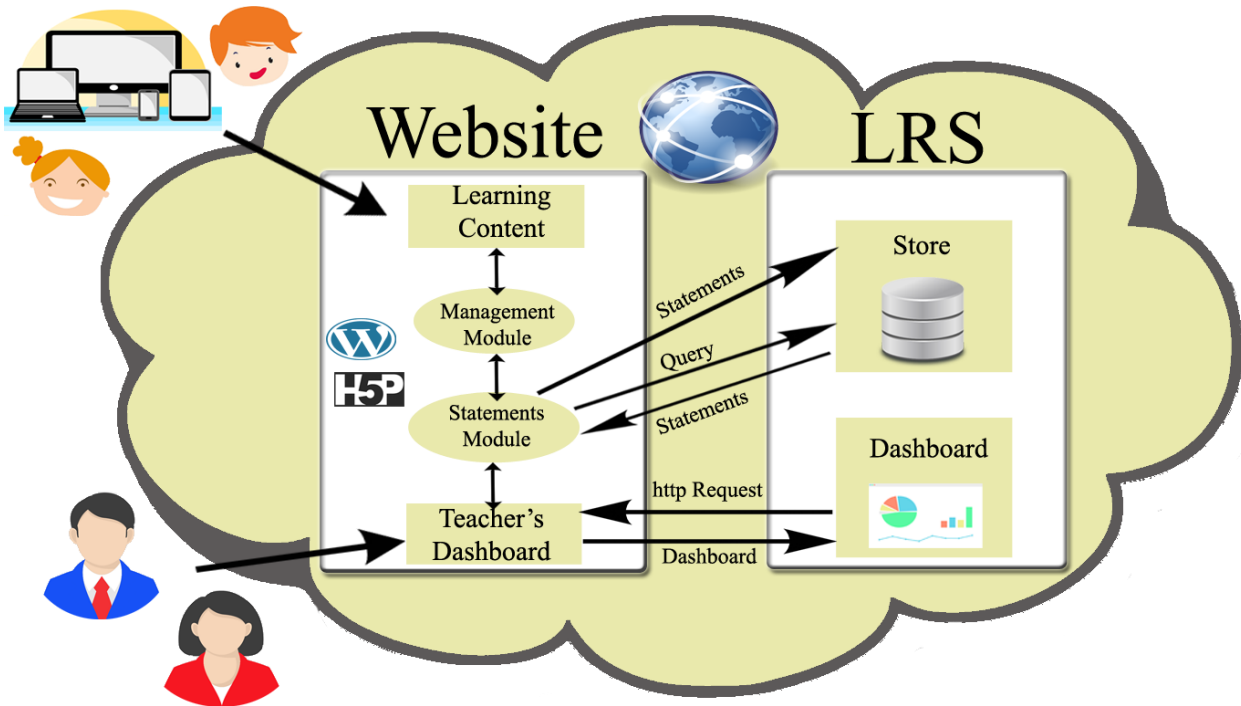 Website
LRS
Learning
Content
Management
Module
W
H5P
Statements
Module
Teacher's
Dashboard
Statements
Query
Statements
http Request
Dashboard
Store
Dashboard